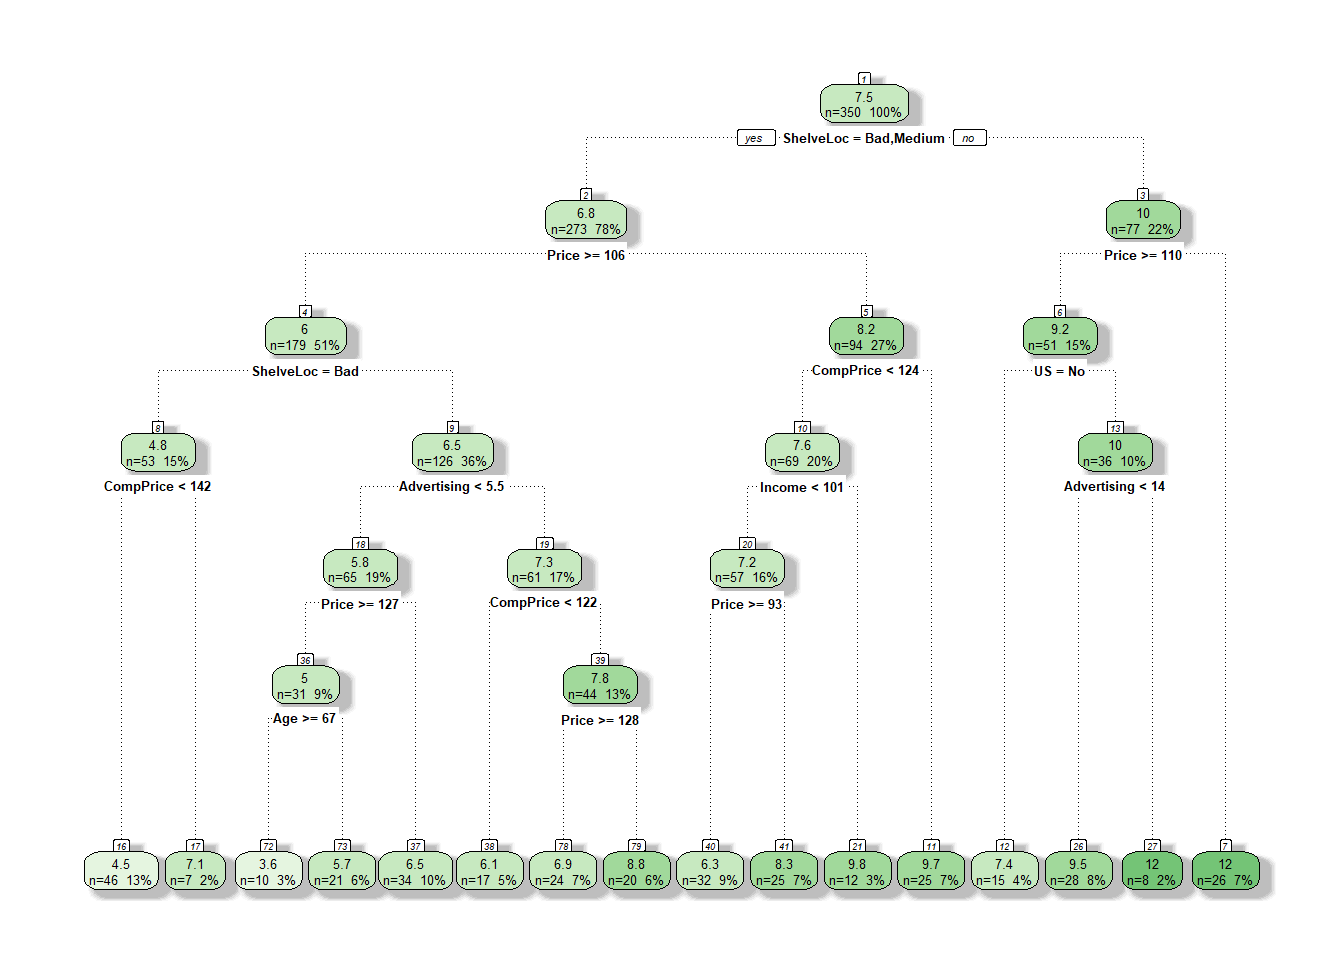 1
7.5
n=350 100%
yes ShelveLoc = Bad,Medium no
2
6.8
n=273 78%
Price >= 106
3
10
n=77 22%
Price >= 110
4
6
n=179 51%
ShelveLoc = Bad
5
8.2
n=94 27%
CompPrice < 124
6
9.2
n=51 15%
US = No
8
4.8
n=53 15%
CompPrice < 142
9
6.5
n=126 36%
Advertising < 5.5
10
7.6
n=69 20%
Income < 101
13
10
n=36 10%
Advertising < 14
18
5.8
n=65 19%
Price >= 127
19
7.3
n=61 17%
CompPrice < 122
20
7.2
n=57 16%
Price >= 93
36
5
n=31 9%
Age >= 67
39
7.8
n=44 13%
Price >= 128
16
4.5
n=46 13%
17
7.1
n=7 2%
72
3.6
n=10 3%
73
5.7
n=21 6%
37
6.5
n=34 10%
38
6.1
n=17 5%
78
6.9
n=24 7%
79
8.8
n=20 6%
40
6.3
n=32 9%
41
8.3
n=25 7%
21
9.8
n=12 3%
11
9.7
n=25 7%
12
7.4
n=15 4%
26
9.5
n=28 8%
27
12
n=8 2%
7
12
n=26 7%